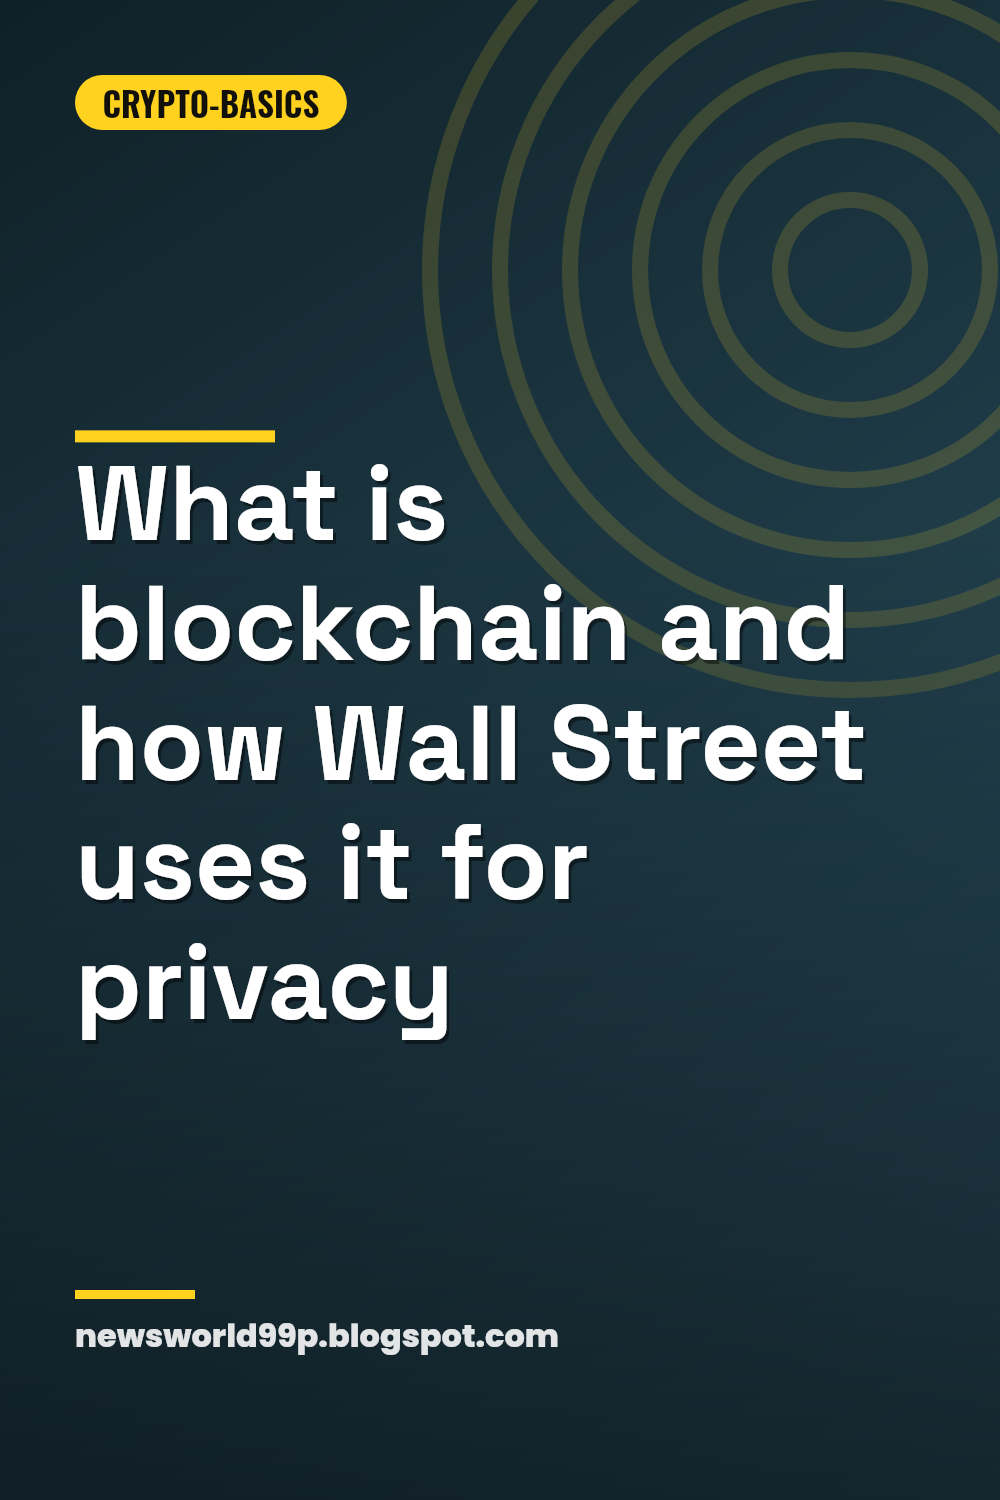 CRYPTO-BASICS
What is
blockchain and
how Wall Street
uses it for
privacy
newsworld99p.blogspot.com